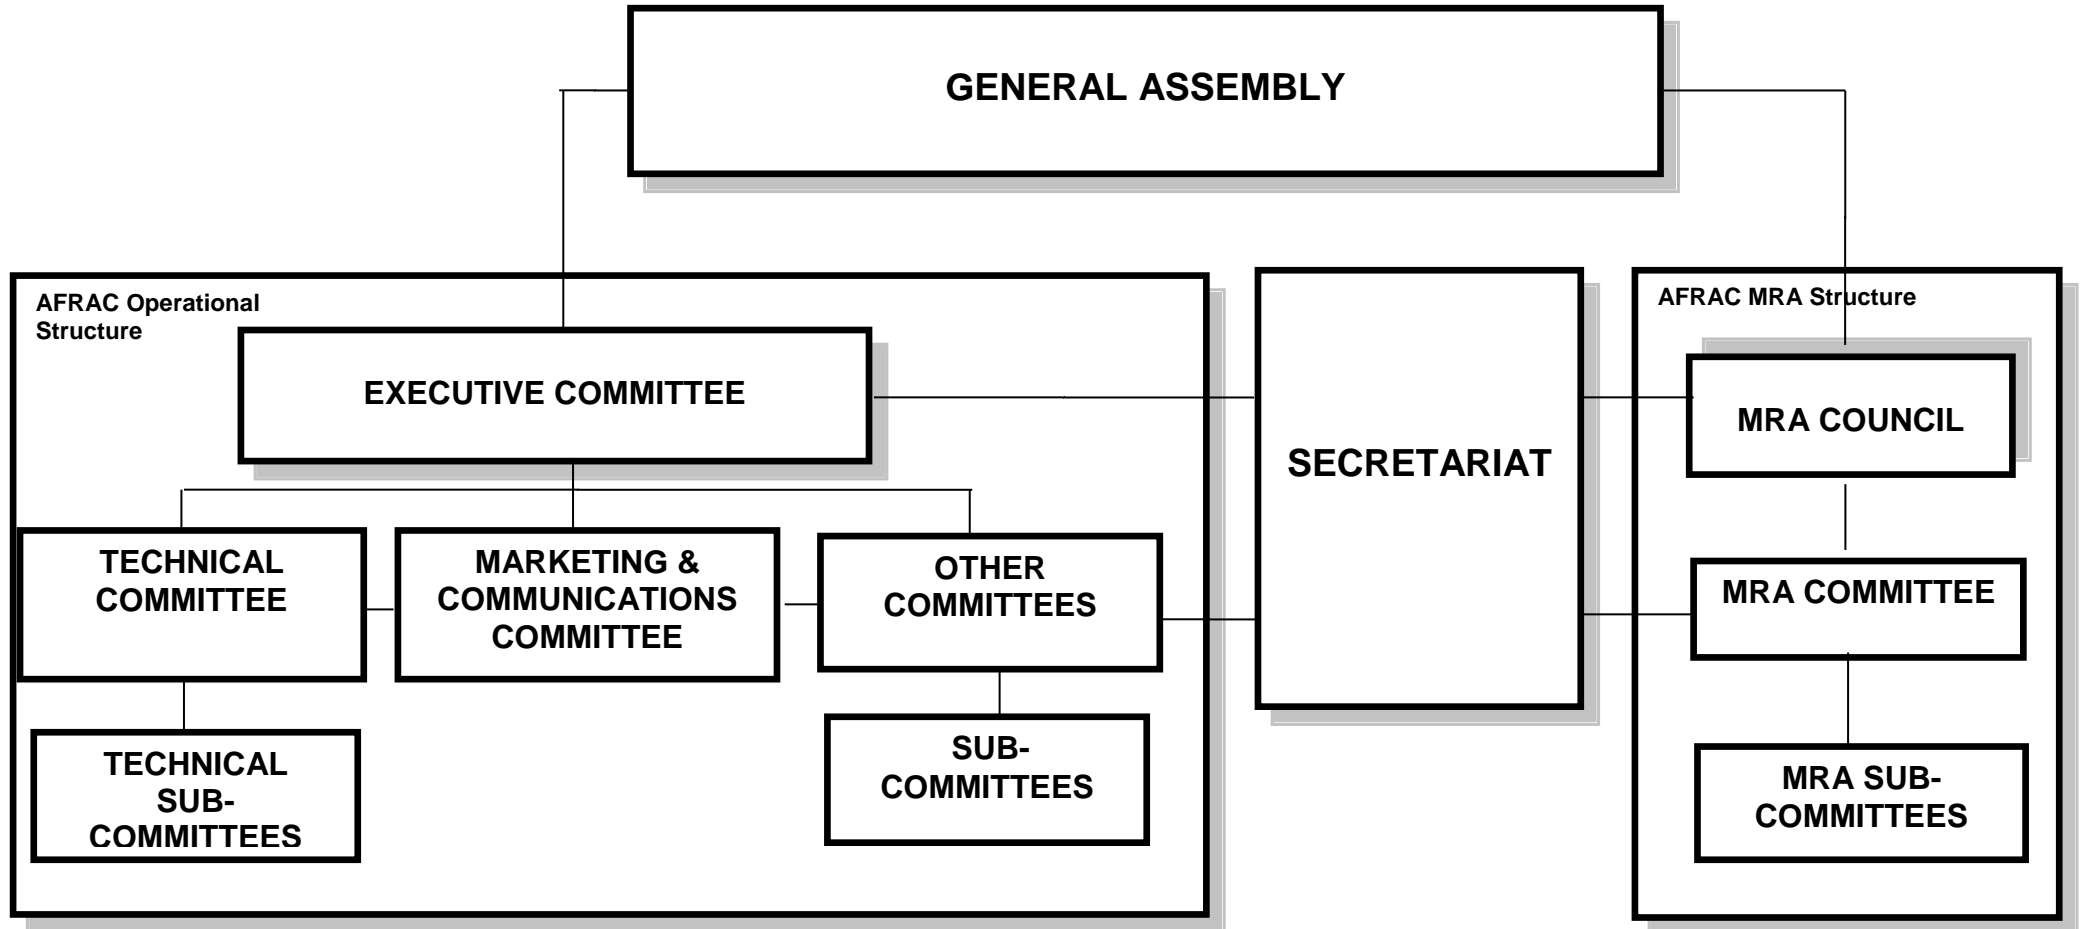 GENERAL ASSEMBLY
AFRAC Operational
Structure
EXECUTIVE COMMITTEE
TECHNICAL
COMMITTEE
MARKETING &
COMMUNICATIONS
COMMITTEE
OTHER
COMMITTEES
TECHNICAL
SUB-
COMMITTEES
SUB-
COMMITTEES
SECRETARIAT
AFRAC MRA Structure
MRA COUNCIL
MRA COMMITTEE
MRA SUB-
COMMITTEES